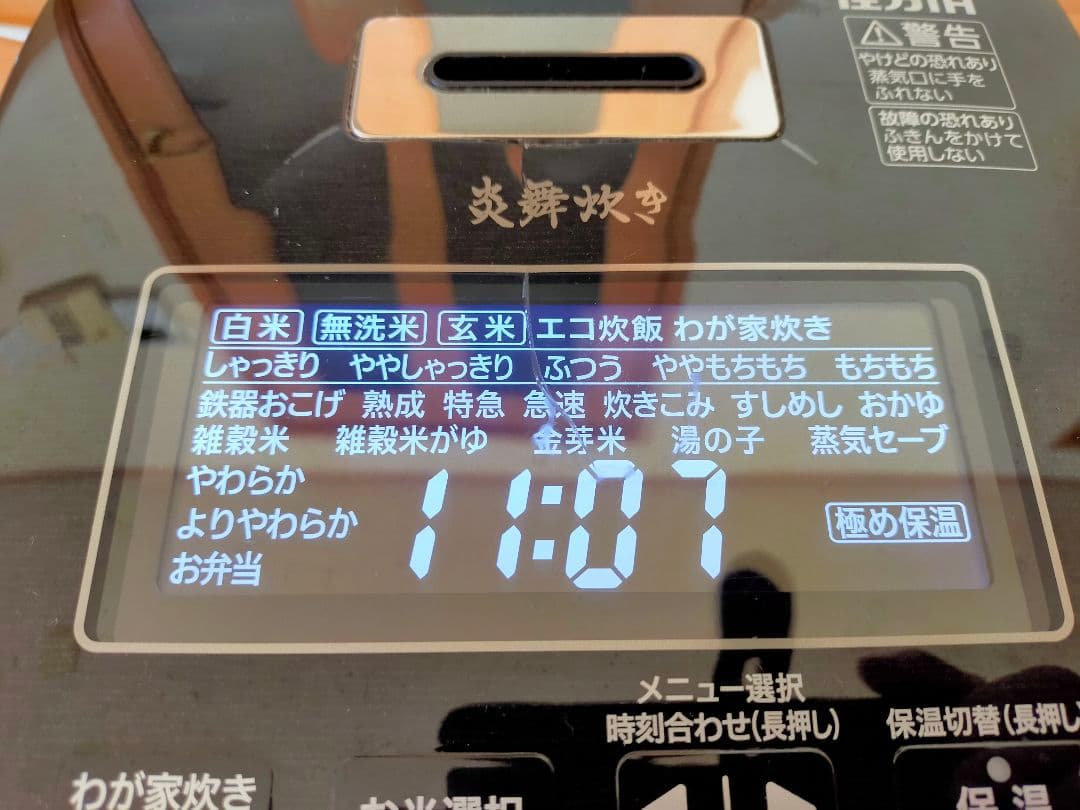 圧力IH
警告
やけどの恐れあり
蒸気口に手を
ふれない
故障の恐れあり
ふきんをかけて
使用しない
炎舞炊き
白米 無洗米 玄米 エコ炊飯 わが家炊き
しゃっきり ややしゃっきり ふつう ややもちもち もちもち
鉄器おこげ 熟成 特急 急速 炊きこみ すしめし おかゆ
雑穀米 雑穀米がゆ 金芽米 湯の子 蒸気セーブ
やわらか
よりやわらか
お弁当
11:07
極め保温
メニュー選択
時刻合わせ(長押し)
保温切替(長押し
わが家炊き
お米選択
保温